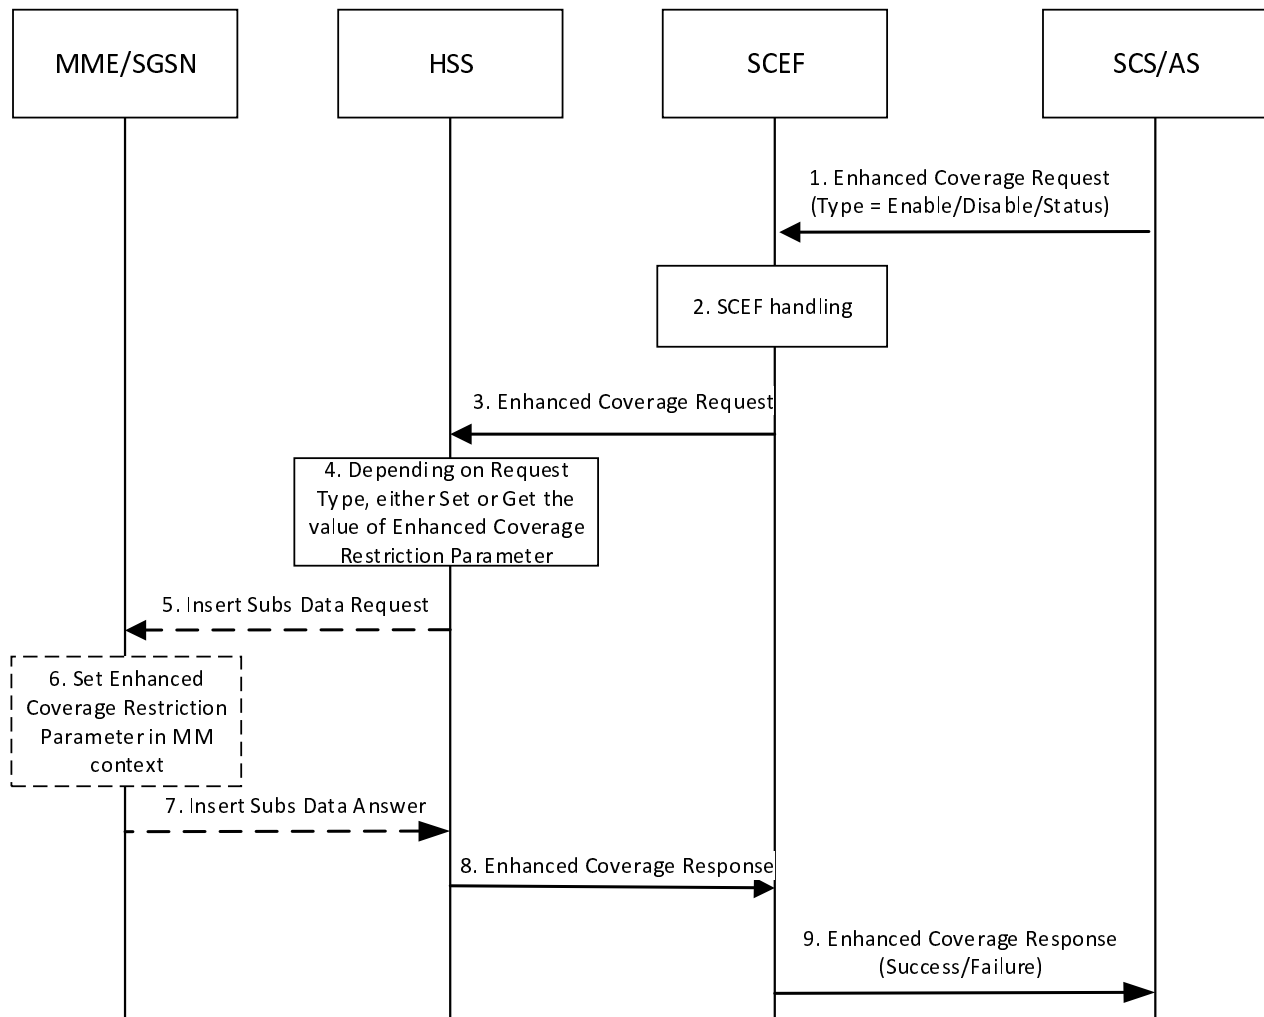 MME/SGSN
HSS
SCEF
SCS/AS
1. Enhanced Coverage Request
(Type = Enable/Disable/Status)
2. SCEF handling
3. Enhanced Coverage Request
4. Depending on Request
Type, either Set or Get the
value of Enhanced Coverage
Restriction Parameter
5. Insert Subs Data Request
6. Set Enhanced
Coverage Restriction
Parameter in MM
context
7. Insert Subs Data Answer
8. Enhanced Coverage Response
9. Enhanced Coverage Response
(Success/Failure)